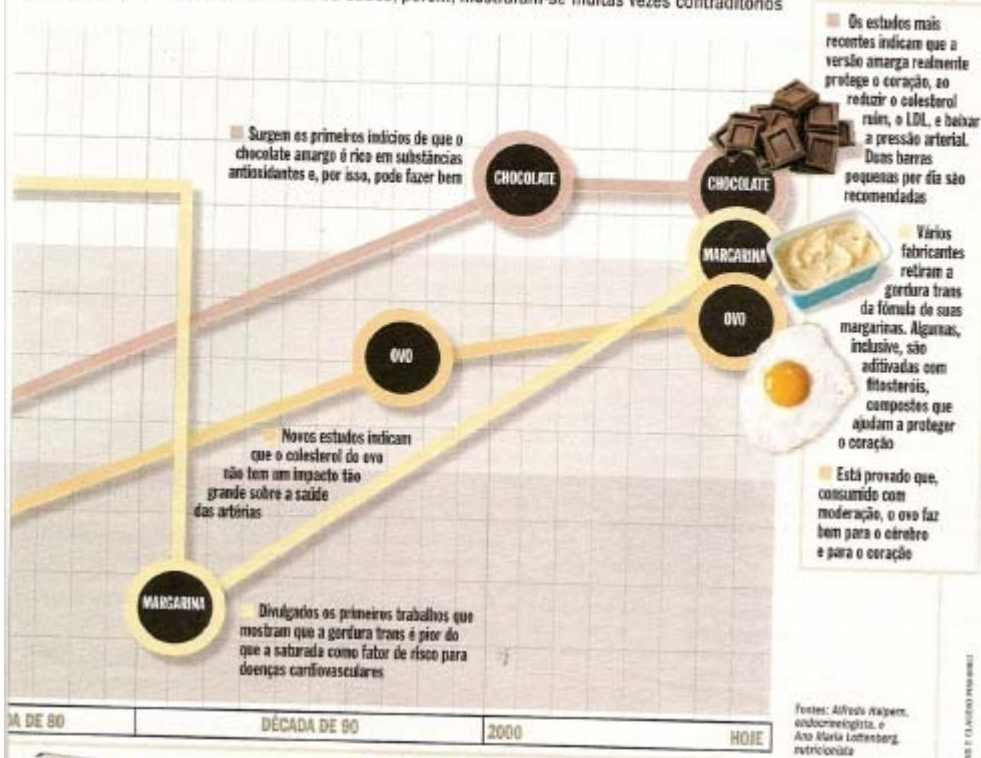 mostraram-se muitas vezes contraditórios
Surgem os primeiros indícios de que o
chocolate amargo é rico em substâncias
antioxidantes e, por isso, pode fazer bem
CHOCOLATE
CHOCOLATE
Os estudos mais
recentes indicam que a
versão amarga realmente
protege o coração, ao
reduzir o colesterol
ruim, o LDL, e baixar
a pressão arterial.
Duas barras
pequenas por dia são
recomendadas
MARGARINA
Vários
fabricantes
retiram a
gordura trans
da fómula de suas
margarinas. Algumas,
inclusive, são
aditivadas com
fitosteróis,
compostos que
ajudam a proteger
o coração
OVO
OVO
Novos estudos indicam
que o colesterol do ovo
não tem um impacto tão
grande sobre a saúde
das artérias
Está provado que,
consumido com
moderação, o ovo faz
bem para o cérebro
e para o coração
MARGARINA
Divulgados os primeiros trabalhos que
mostram que a gordura trans é pior do
que a saturada como fator de risco para
doenças cardiovasculares
DA DE 80
DÉCADA DE 90
2000
HOJE
Fontes: Alfredo Halpern,
endocrinologista, e
Ana Maria Lottenberg,
nutricionista